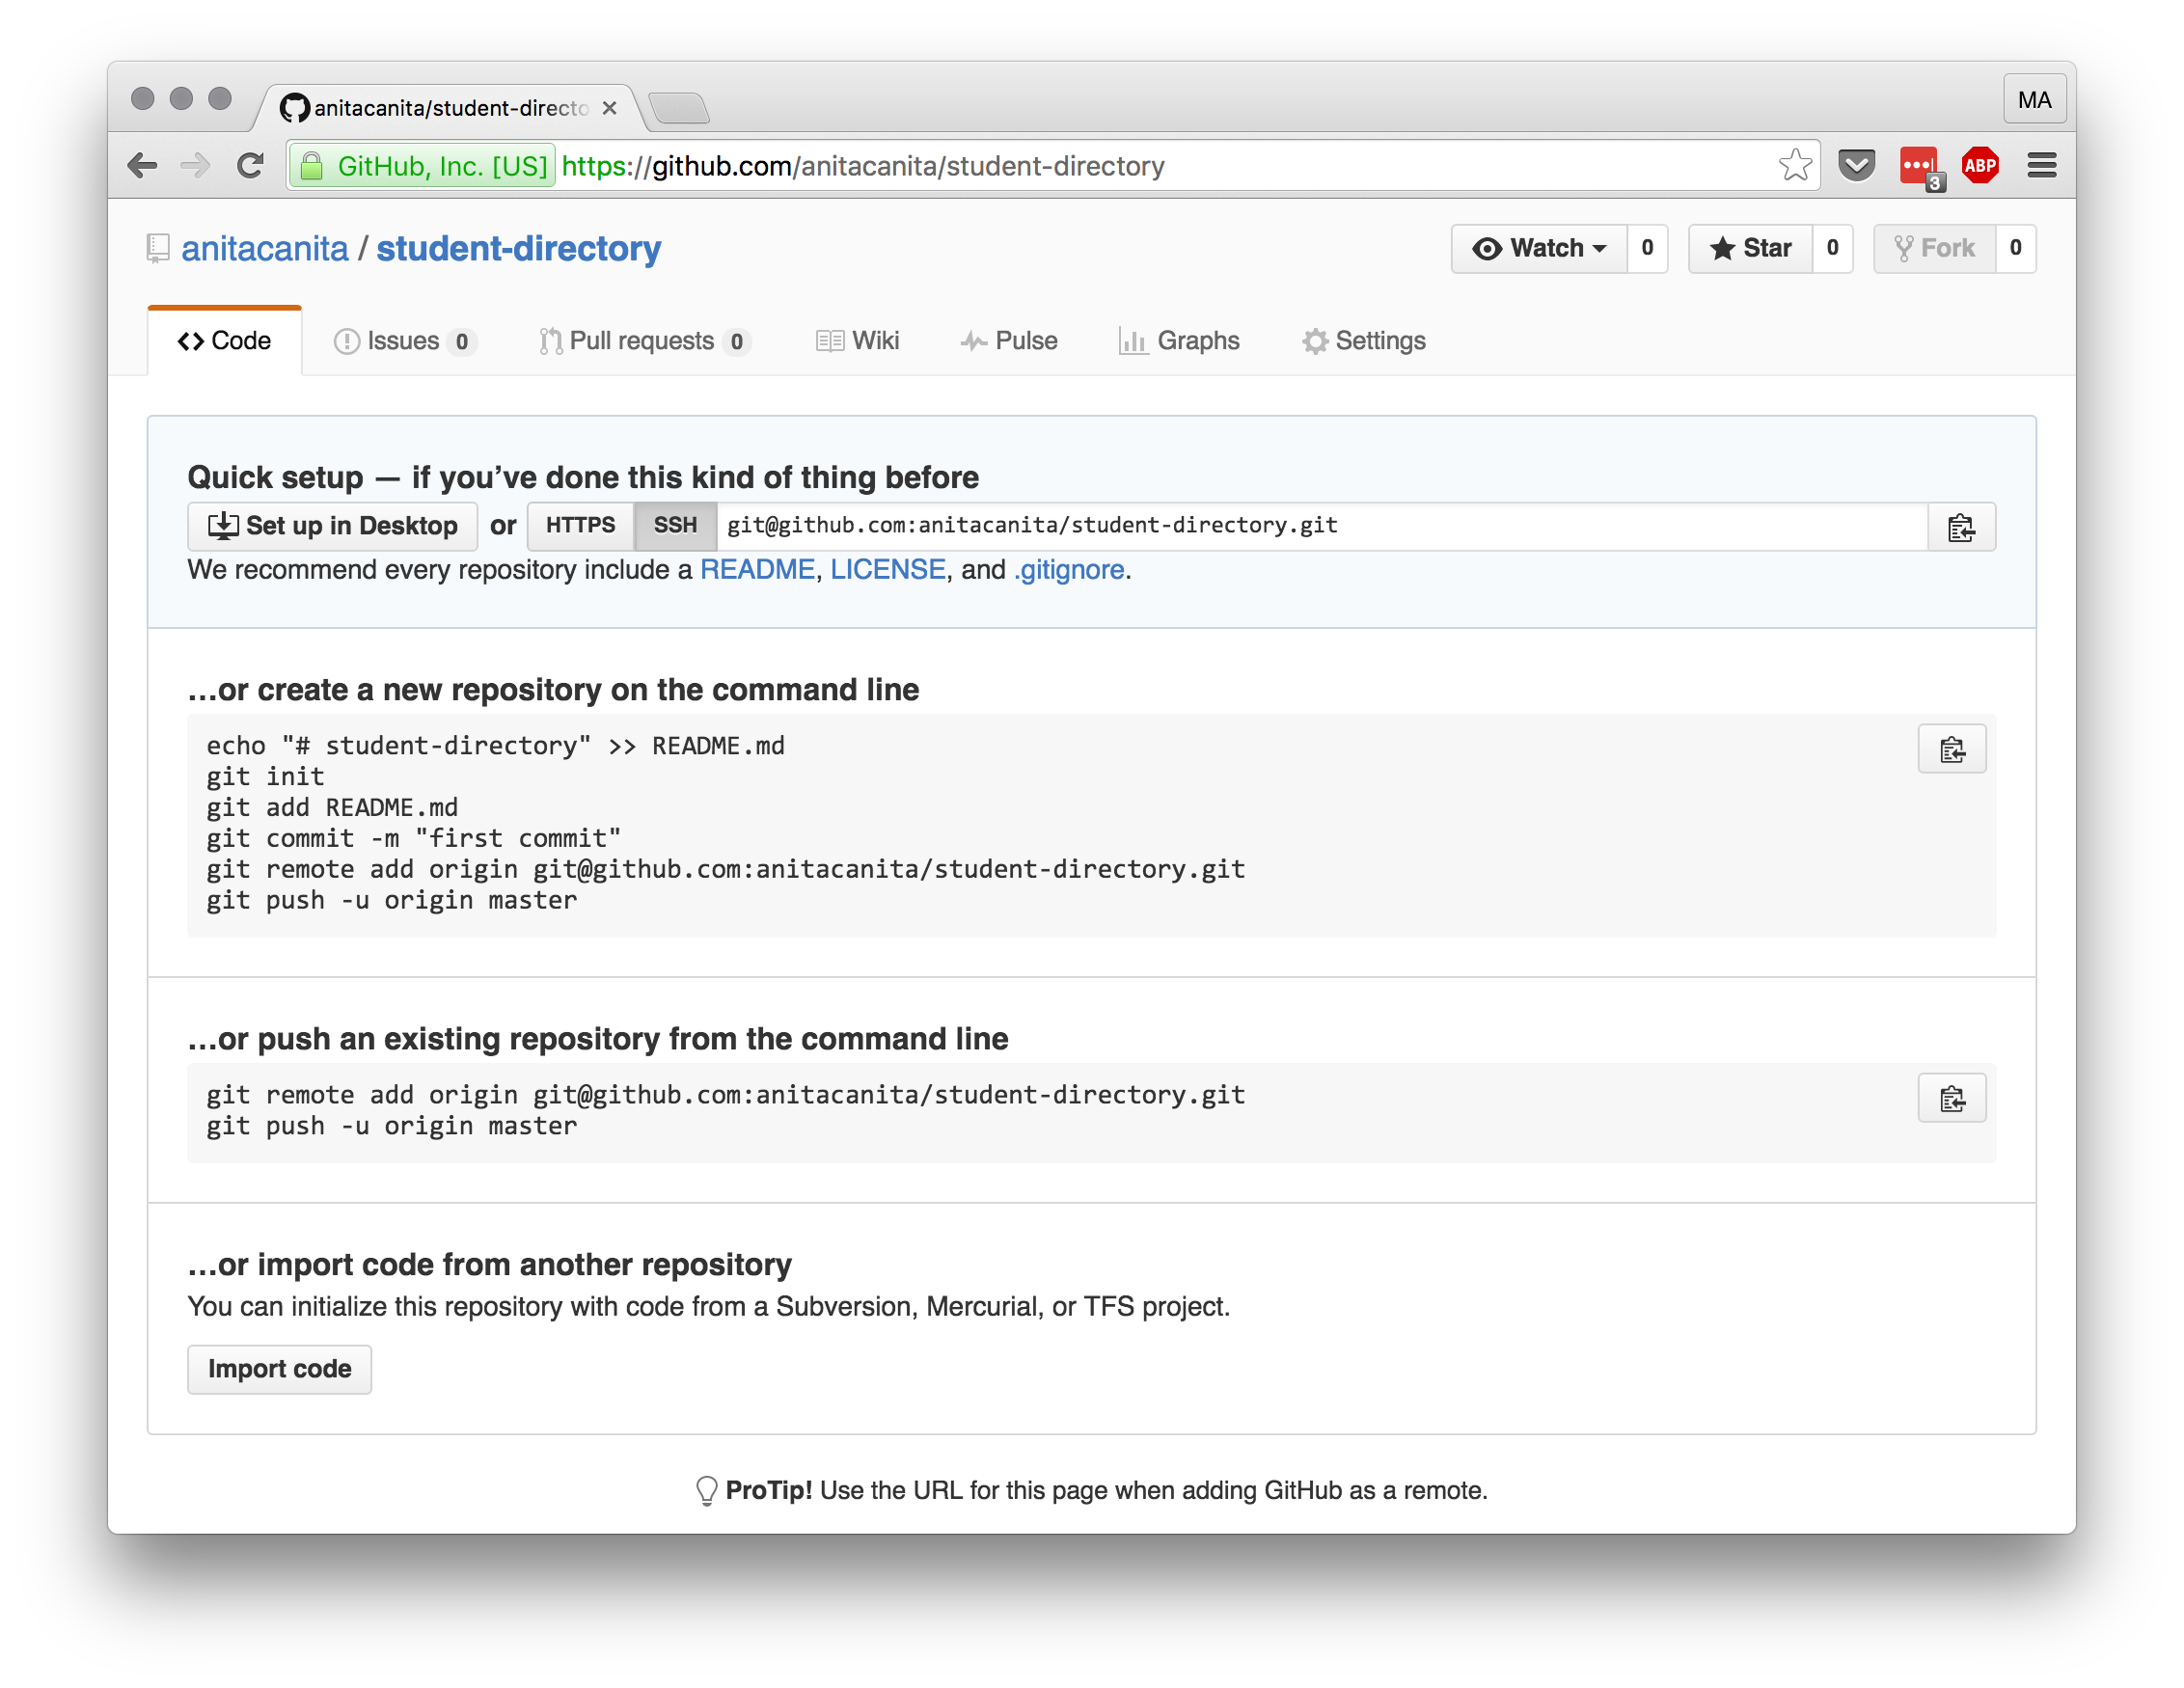 anitacanita/student-directo
MA
GitHub, Inc. [US] https://github.com/anitacanita/student-directory
3
ABP
anitacanita / student-directory
Watch 0 Star 0 Fork 0
Code Issues 0 Pull requests 0 Wiki Pulse Graphs Settings
Quick setup — if you’ve done this kind of thing before
Set up in Desktop or HTTPS SSH git@github.com:anitacanita/student-directory.git
We recommend every repository include a README, LICENSE, and .gitignore.
…or create a new repository on the command line
echo "# student-directory" >> README.md
git init
git add README.md
git commit -m "first commit"
git remote add origin git@github.com:anitacanita/student-directory.git
git push -u origin master
…or push an existing repository from the command line
git remote add origin git@github.com:anitacanita/student-directory.git
git push -u origin master
…or import code from another repository
You can initialize this repository with code from a Subversion, Mercurial, or TFS project.
Import code
ProTip! Use the URL for this page when adding GitHub as a remote.